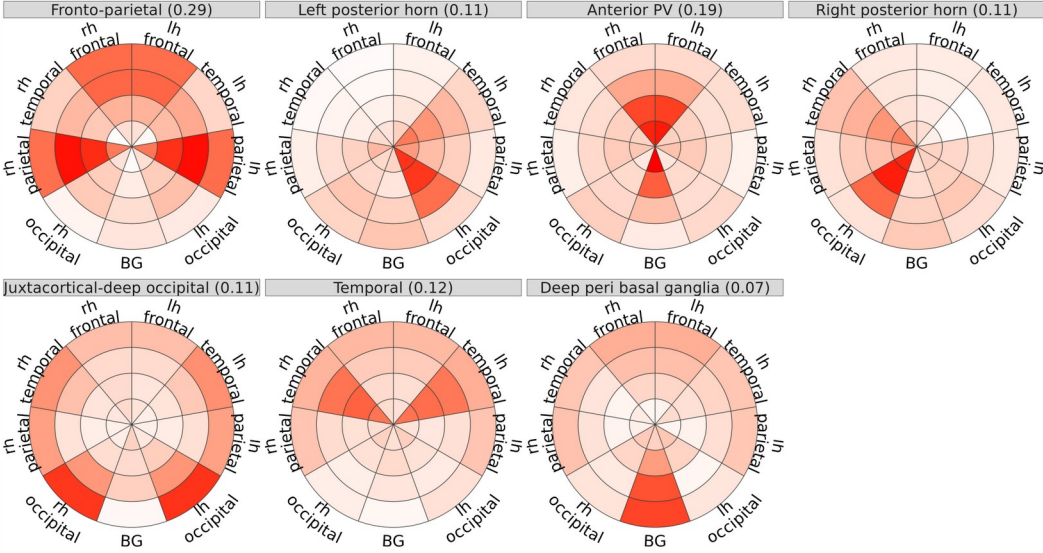 Fronto-parietal (0.29)
rh frontal
lh frontal
rh temporal
lh temporal
rh parietal
lh parietal
rh occipital
lh occipital
BG
Left posterior horn (0.11)
rh frontal
lh frontal
rh temporal
lh temporal
rh parietal
lh parietal
rh occipital
lh occipital
BG
Anterior PV (0.19)
rh frontal
lh frontal
rh temporal
lh temporal
rh parietal
lh parietal
rh occipital
lh occipital
BG
Right posterior horn (0.11)
rh frontal
lh frontal
rh temporal
lh temporal
rh parietal
lh parietal
rh occipital
lh occipital
BG
Juxtacortical-deep occipital (0.11)
rh frontal
lh frontal
rh temporal
lh temporal
rh parietal
lh parietal
rh occipital
lh occipital
BG
Temporal (0.12)
rh frontal
lh frontal
rh temporal
lh temporal
rh parietal
lh parietal
rh occipital
lh occipital
BG
Deep peri basal ganglia (0.07)
rh frontal
lh frontal
rh temporal
lh temporal
rh parietal
lh parietal
rh occipital
lh occipital
BG